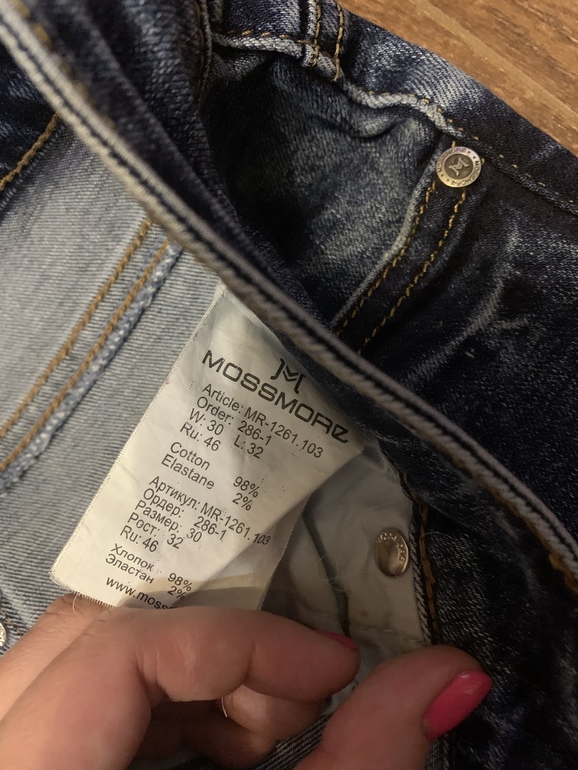 MOSSMORE
Article: MR-1261.103
Order: 286-1
W: 30 L: 32
Ru: 46
Cotton 98%
Elastane 2%
Артикул: MR-1261.103
Ордер: 286-1
Размер: 30
Рост: 32
Ru: 46
Хлопок 98%
Эластан 2%